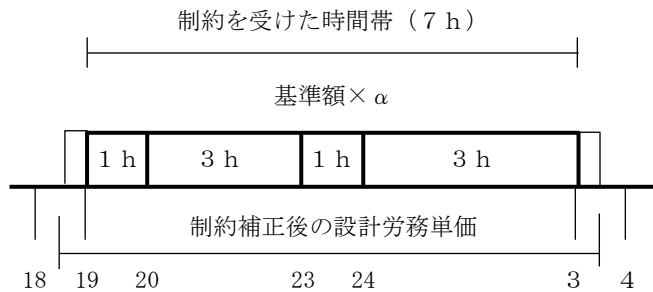 制約を受けた時間帯（７ｈ）
基準額×α
１ｈ ３ｈ １ｈ ３ｈ
制約補正後の設計労務単価
18 19 20 23 24 3 4